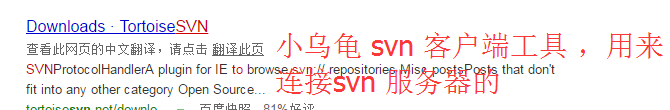 Downloads · TortoiseSVN
查看此网页的中文翻译，请点击 翻译此页
小乌龟 svn 客户端工具 ，用来
连接svn 服务器的
SVNProtocolHandlerA plugin for IE to browse svn:// repositories Misc postsPosts that don't
fit into any other category Open Source...
tortoisesvn.net/downlo... - 百度快照 - 81%好评